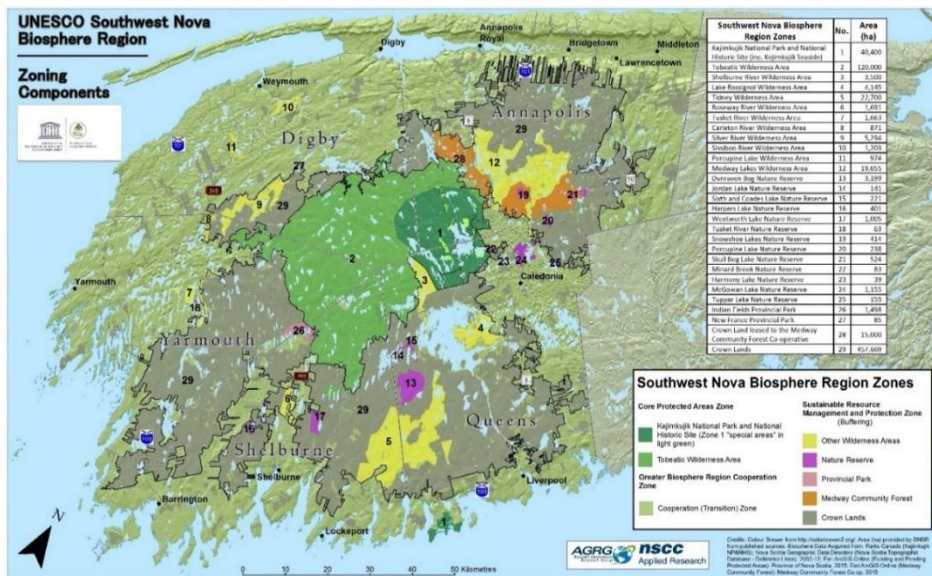 UNESCO Southwest Nova
Biosphere Region
Zoning
Components
Digby
Annapolis
Royal
Bridgetown
Middleton
Lawrencetown
Weymouth
Digby
Annapolis
Yarmouth
Yarmouth
Caledonia
Queens
Shelburne
Shelburne
Barrington
Lockeport
Liverpool
Southwest Nova Biosphere
Region Zones No. Area
(ha)
Kejimkujik National Park and National
Historic Site (inc. Kejimkujik Seaside) 1 40,400
Tobeatic Wilderness Area 2 120,000
Shelburne River Wilderness Area 3 3,500
Lake Rossignol Wilderness Area 4 4,145
Tidney Wilderness Area 5 22,700
Roseway River Wilderness Area 6 1,691
Tusket River Wilderness Area 7 1,663
Carleton River Wilderness Area 8 871
Silver River Wilderness Area 9 5,294
Sissiboo River Wilderness Area 10 1,203
Porcupine Lake Wilderness Area 11 974
Medway Lakes Wilderness Area 12 19,655
Dunraven Bog Nature Reserve 13 3,199
Jordan Lake Nature Reserve 14 141
Sixth and Coades Lake Nature Reserve 15 221
Harpers Lake Nature Reserve 16 401
Wentworth Lake Nature Reserve 17 1,005
Tusket River Nature Reserve 18 63
Snowshoe Lakes Nature Reserve 19 414
Porcupine Lake Nature Reserve 20 238
Skull Bog Lake Nature Reserve 21 524
Minard Brook Nature Reserve 22 83
Harmony Lake Nature Reserve 23 39
McGowan Lake Nature Reserve 24 1,155
Tupper Lake Nature Reserve 25 159
Indian Fields Provincial Park 26 1,498
New France Provincial Park 27 85
Crown Land leased to the Medway
Community Forest Co-operative 28 15,000
Crown Lands 29 457,669
Southwest Nova Biosphere Region Zones
Core Protected Areas Zone
Kejimkujik National Park and National
Historic Site (Zone 1 "special areas" in
light green)
Tobeatic Wilderness Area
Greater Biosphere Region Cooperation
Zone
Cooperation (Transition) Zone
Sustainable Resource
Management and Protection Zone
(Buffering)
Other Wilderness Areas
Nature Reserve
Provincial Park
Medway Community Forest
Crown Lands
N
0 10 20 30 40 50 Kilometres
AGRG nscc
Applied Research